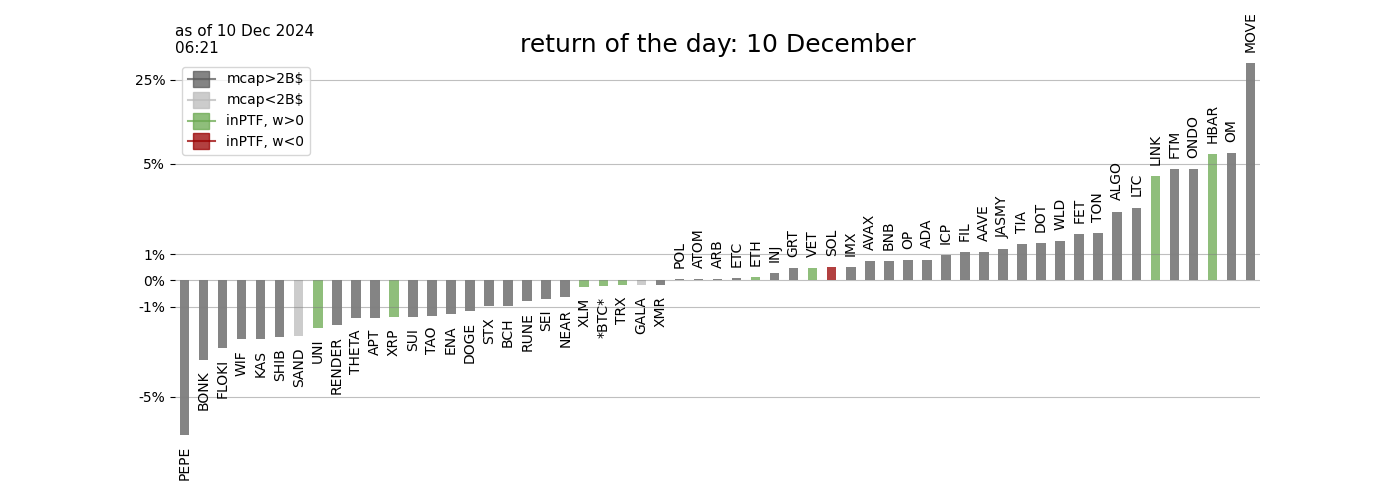 as of 10 Dec 2024
06:21
return of the day: 10 December
mcap>2B$
mcap<2B$
inPTF, w>0
inPTF, w<0
25%
5%
1%
0%
-1%
-5%
PEPE
BONK
FLOKI
WIF
KAS
SHIB
SAND
UNI
RENDER
THETA
APT
XRP
SUI
TAO
ENA
DOGE
STX
BCH
RUNE
SEI
NEAR
XLM
*BTC*
TRX
GALA
XMR
POL
ATOM
ARB
ETC
ETH
INJ
GRT
VET
SOL
IMX
AVAX
BNB
OP
ADA
ICP
FIL
AAVE
JASMY
TIA
DOT
WLD
FET
TON
ALGO
LTC
LINK
FTM
ONDO
HBAR
OM
MOVE